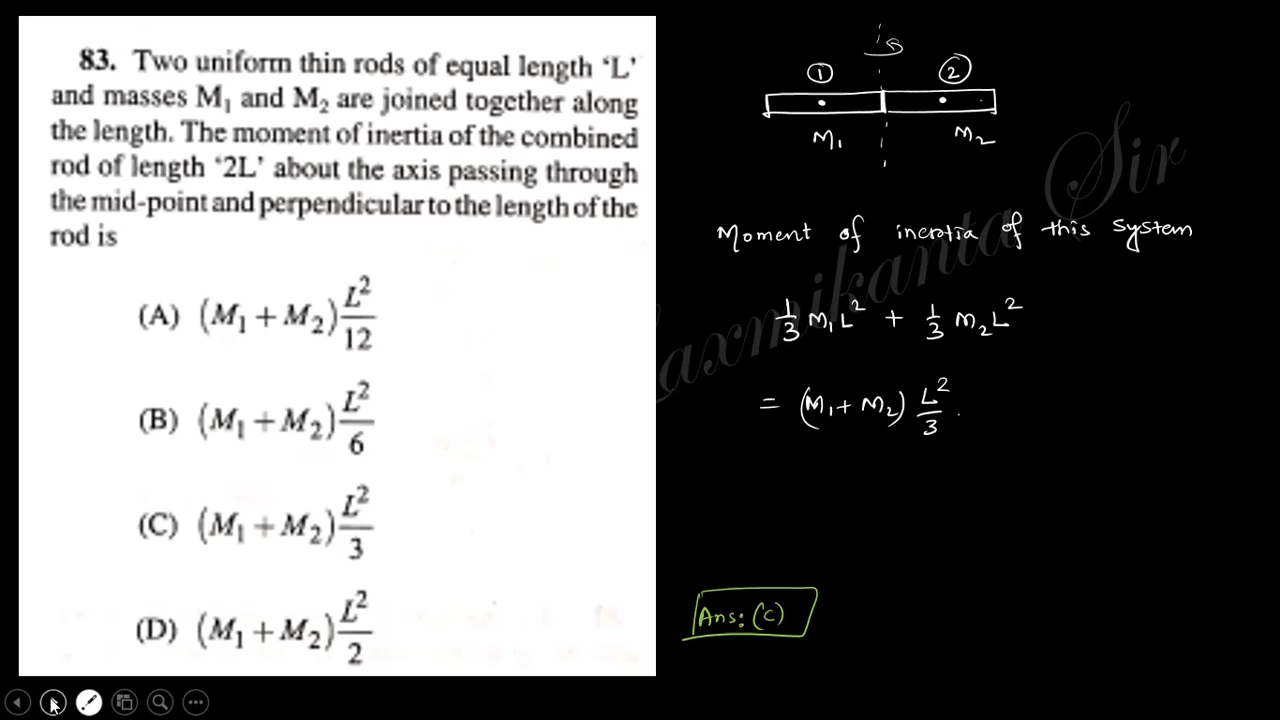 83. Two uniform thin rods of equal length ‘L’
and masses M₁ and M₂ are joined together along
the length. The moment of inertia of the combined
rod of length ‘2L’ about the axis passing through
the mid-point and perpendicular to the length of the
rod is
(A) (M₁ + M₂) L²/12
(B) (M₁ + M₂) L²/6
(C) (M₁ + M₂) L²/3
(D) (M₁ + M₂) L²/2
① ②
M₁ M₂
Moment of inertia of this system
1/3 M₁L² + 1/3 M₂L²
= (M₁ + M₂) L²/3 .
Ans: (C)
Laxmikanta Sir